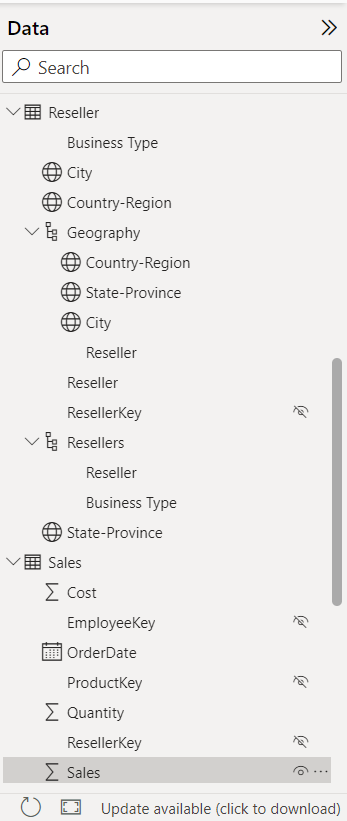 Data
Search
Reseller
Business Type
City
Country-Region
Geography
Country-Region
State-Province
City
Reseller
Reseller
ResellerKey
Resellers
Reseller
Business Type
State-Province
Sales
Cost
EmployeeKey
OrderDate
ProductKey
Quantity
ResellerKey
Sales
Update available (click to download)